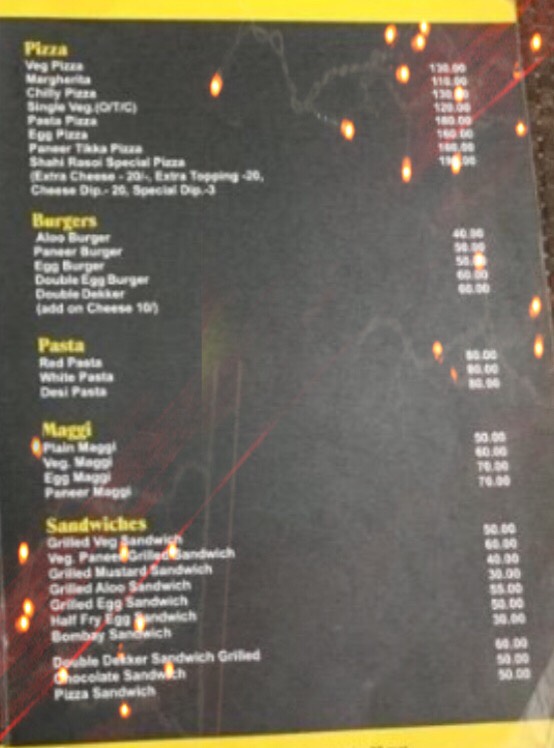 Pizza
Veg Pizza 130.00
Margherita 110.00
Chilly Pizza 130.00
Single Veg.(O/T/C) 120.00
Pasta Pizza 180.00
Egg Pizza 160.00
Paneer Tikka Pizza
Shahi Rasoi Special Pizza
(Extra Cheese - 20/-, Extra Topping -20,
Cheese Dip.- 20, Special Dip.-3
Burgers
Aloo Burger 40.00
Paneer Burger 50.00
Egg Burger
Double Egg Burger 60.00
Double Dekker 60.00
(add on Cheese 10/)
Pasta
Red Pasta 80.00
White Pasta 80.00
Desi Pasta 80.00
Maggi
Plain Maggi 50.00
Veg. Maggi 60.00
Egg Maggi 70.00
Paneer Maggi 70.00
Sandwiches
Grilled Veg Sandwich 50.00
Veg. Paneer Grilled Sandwich 60.00
Grilled Mustard Sandwich 40.00
Grilled Aloo Sandwich 30.00
Grilled Egg Sandwich 55.00
Half Fry Egg Sandwich 50.00
Bombay Sandwich 30.00
Double Dekker Sandwich Grilled 60.00
Chocolate Sandwich 50.00
Pizza Sandwich 50.00